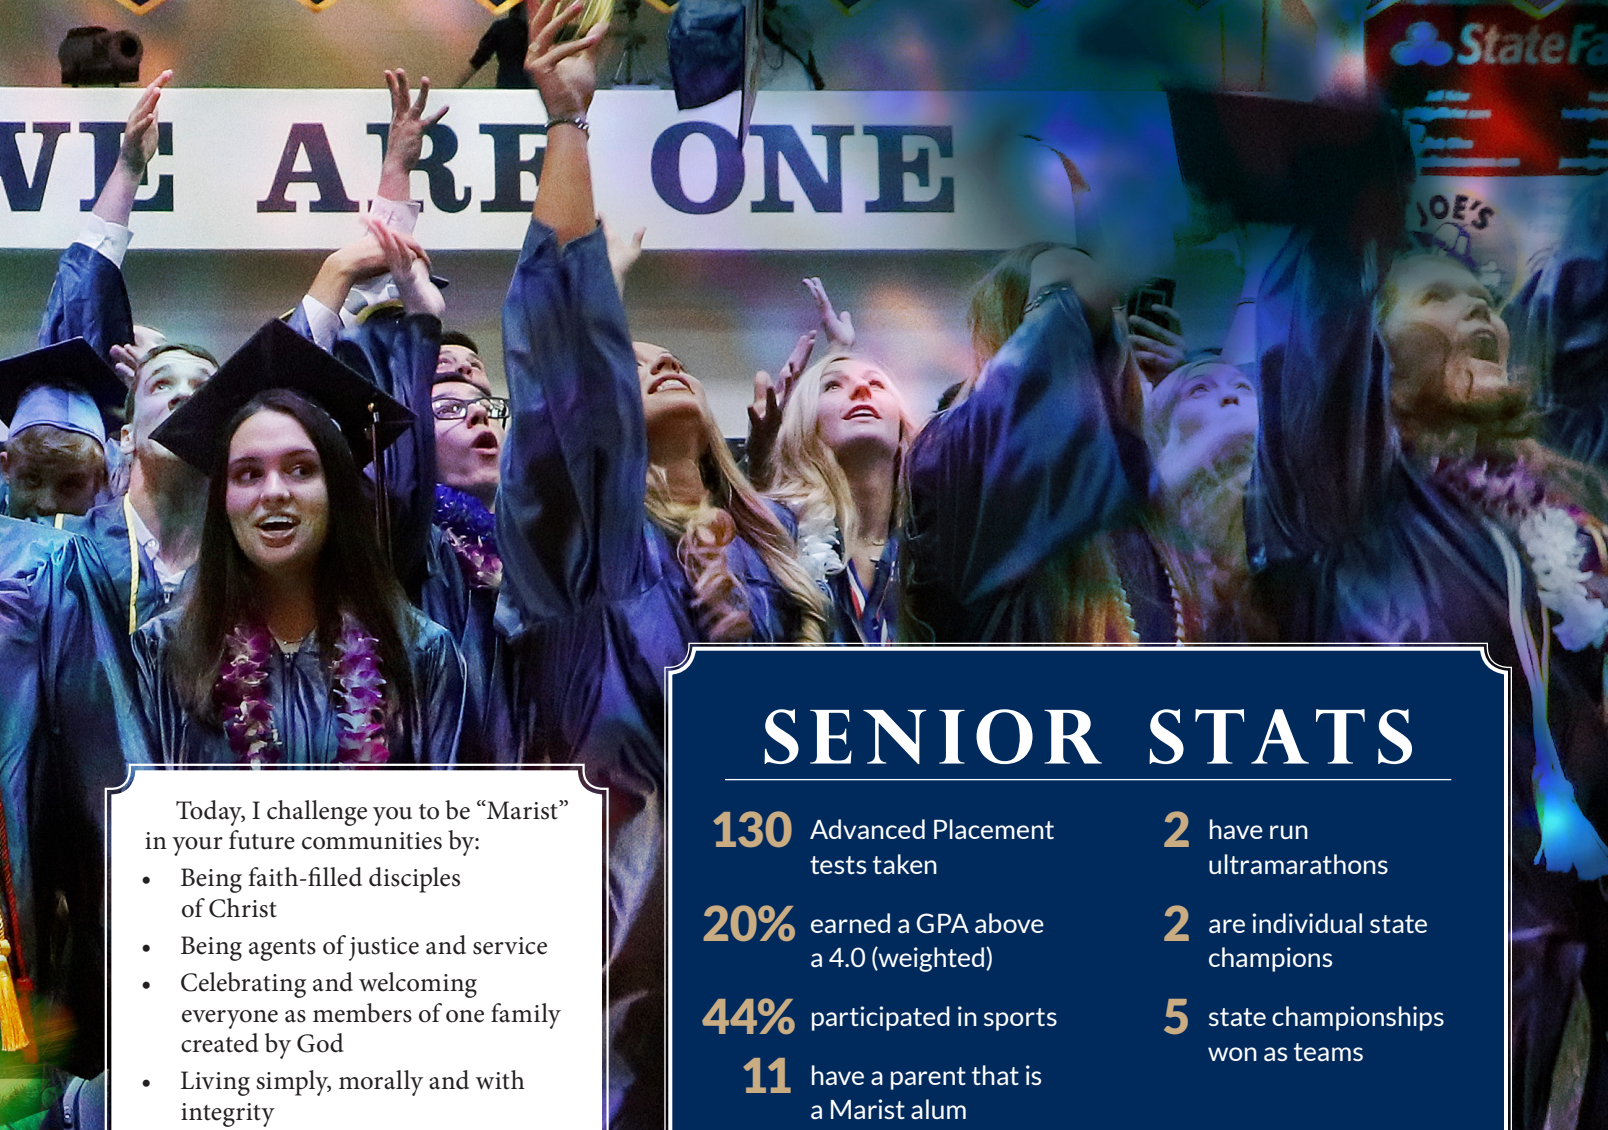 WE ARE ONE
StateFa
JOE'S
Today, I challenge you to be “Marist”
in your future communities by:
• Being faith-filled disciples
of Christ
• Being agents of justice and service
• Celebrating and welcoming
everyone as members of one family
created by God
• Living simply, morally and with
integrity
SENIOR STATS
130 Advanced Placement
tests taken
20% earned a GPA above
a 4.0 (weighted)
44% participated in sports
11 have a parent that is
a Marist alum
2 have run
ultramarathons
2 are individual state
champions
5 state championships
won as teams